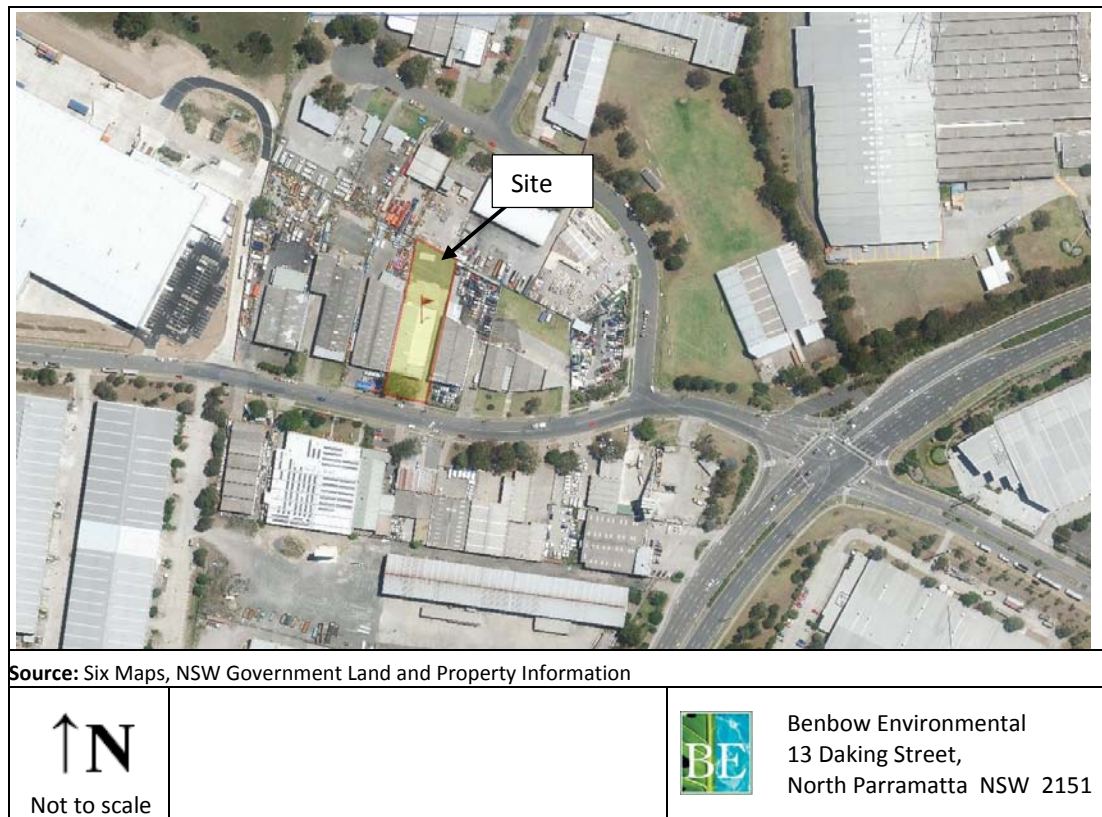 Site
Source: Six Maps, NSW Government Land and Property Information
↑N
Not to scale
BE
Benbow Environmental
13 Daking Street,
North Parramatta NSW 2151